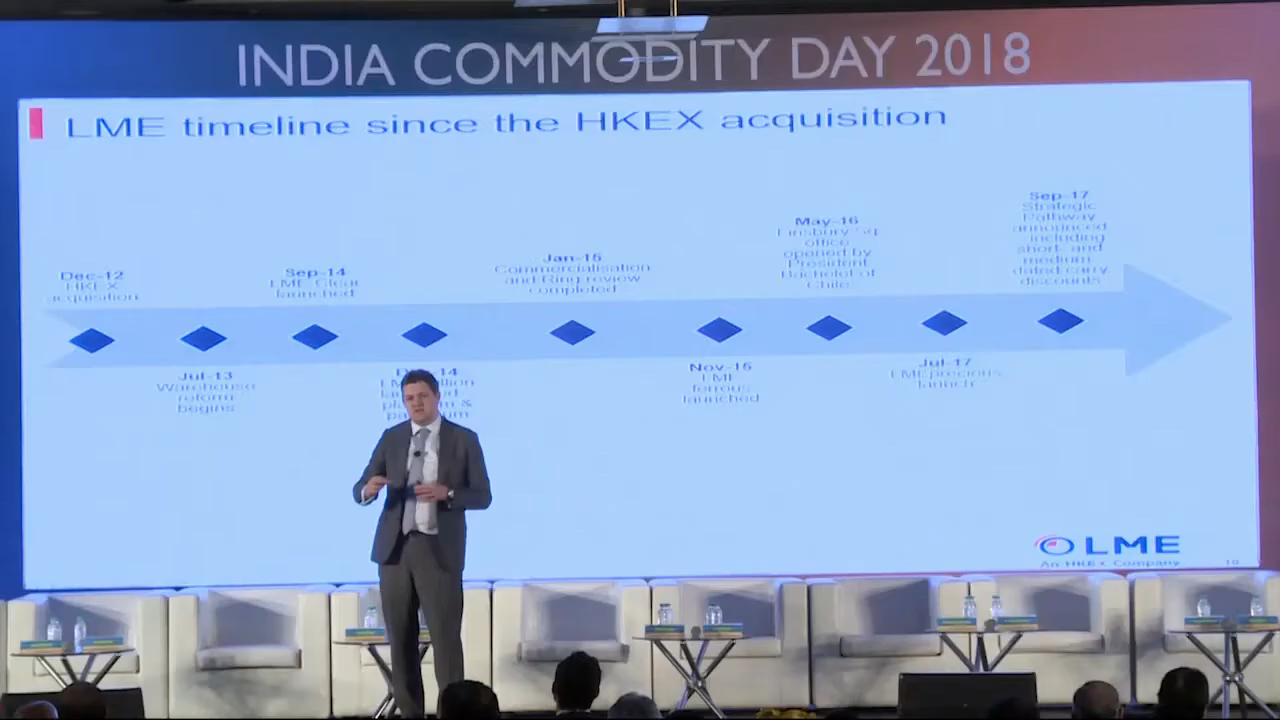 INDIA COMMODITY DAY 2018
LME timeline since the HKEX acquisition
Dec-12
HKEX
acquisition
Jul-13
Warehouse
reform
begins
Sep-14
LME Clear
launched
Jan-15
Commercialisation
and Ring review
completed
Nov-15
LME
ferrous
launched
May-16
Finsbury Sq
office
opened by
President
Bachelet of
Chile
Jul-17
LMEprecious
launch
Sep-17
Strategic
Pathway
announced
including
short- and
medium-
dated carry
discounts
LME
An HKEX Company